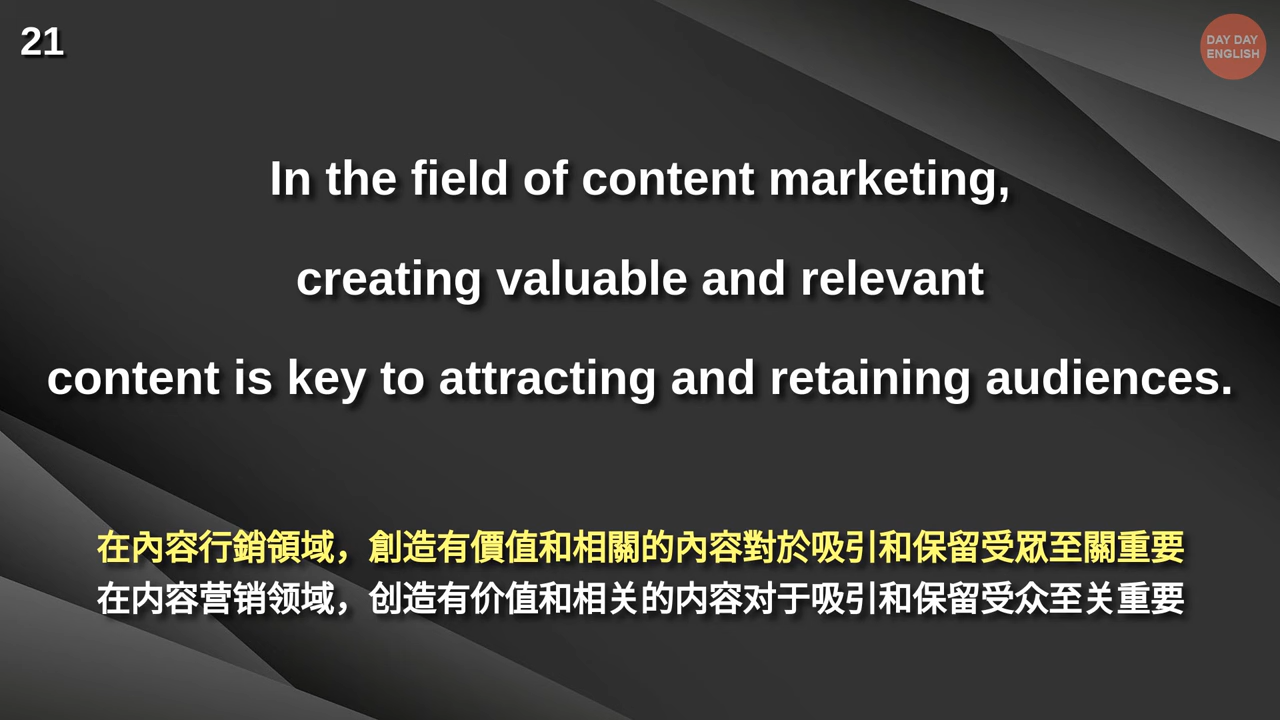 21
DAY DAY
ENGLISH
In the field of content marketing,
creating valuable and relevant
content is key to attracting and retaining audiences.
在內容行銷領域，創造有價值和相關的內容對於吸引和保留受眾至關重要
在内容营销领域，创造有价值和相关的内容对于吸引和保留受众至关重要